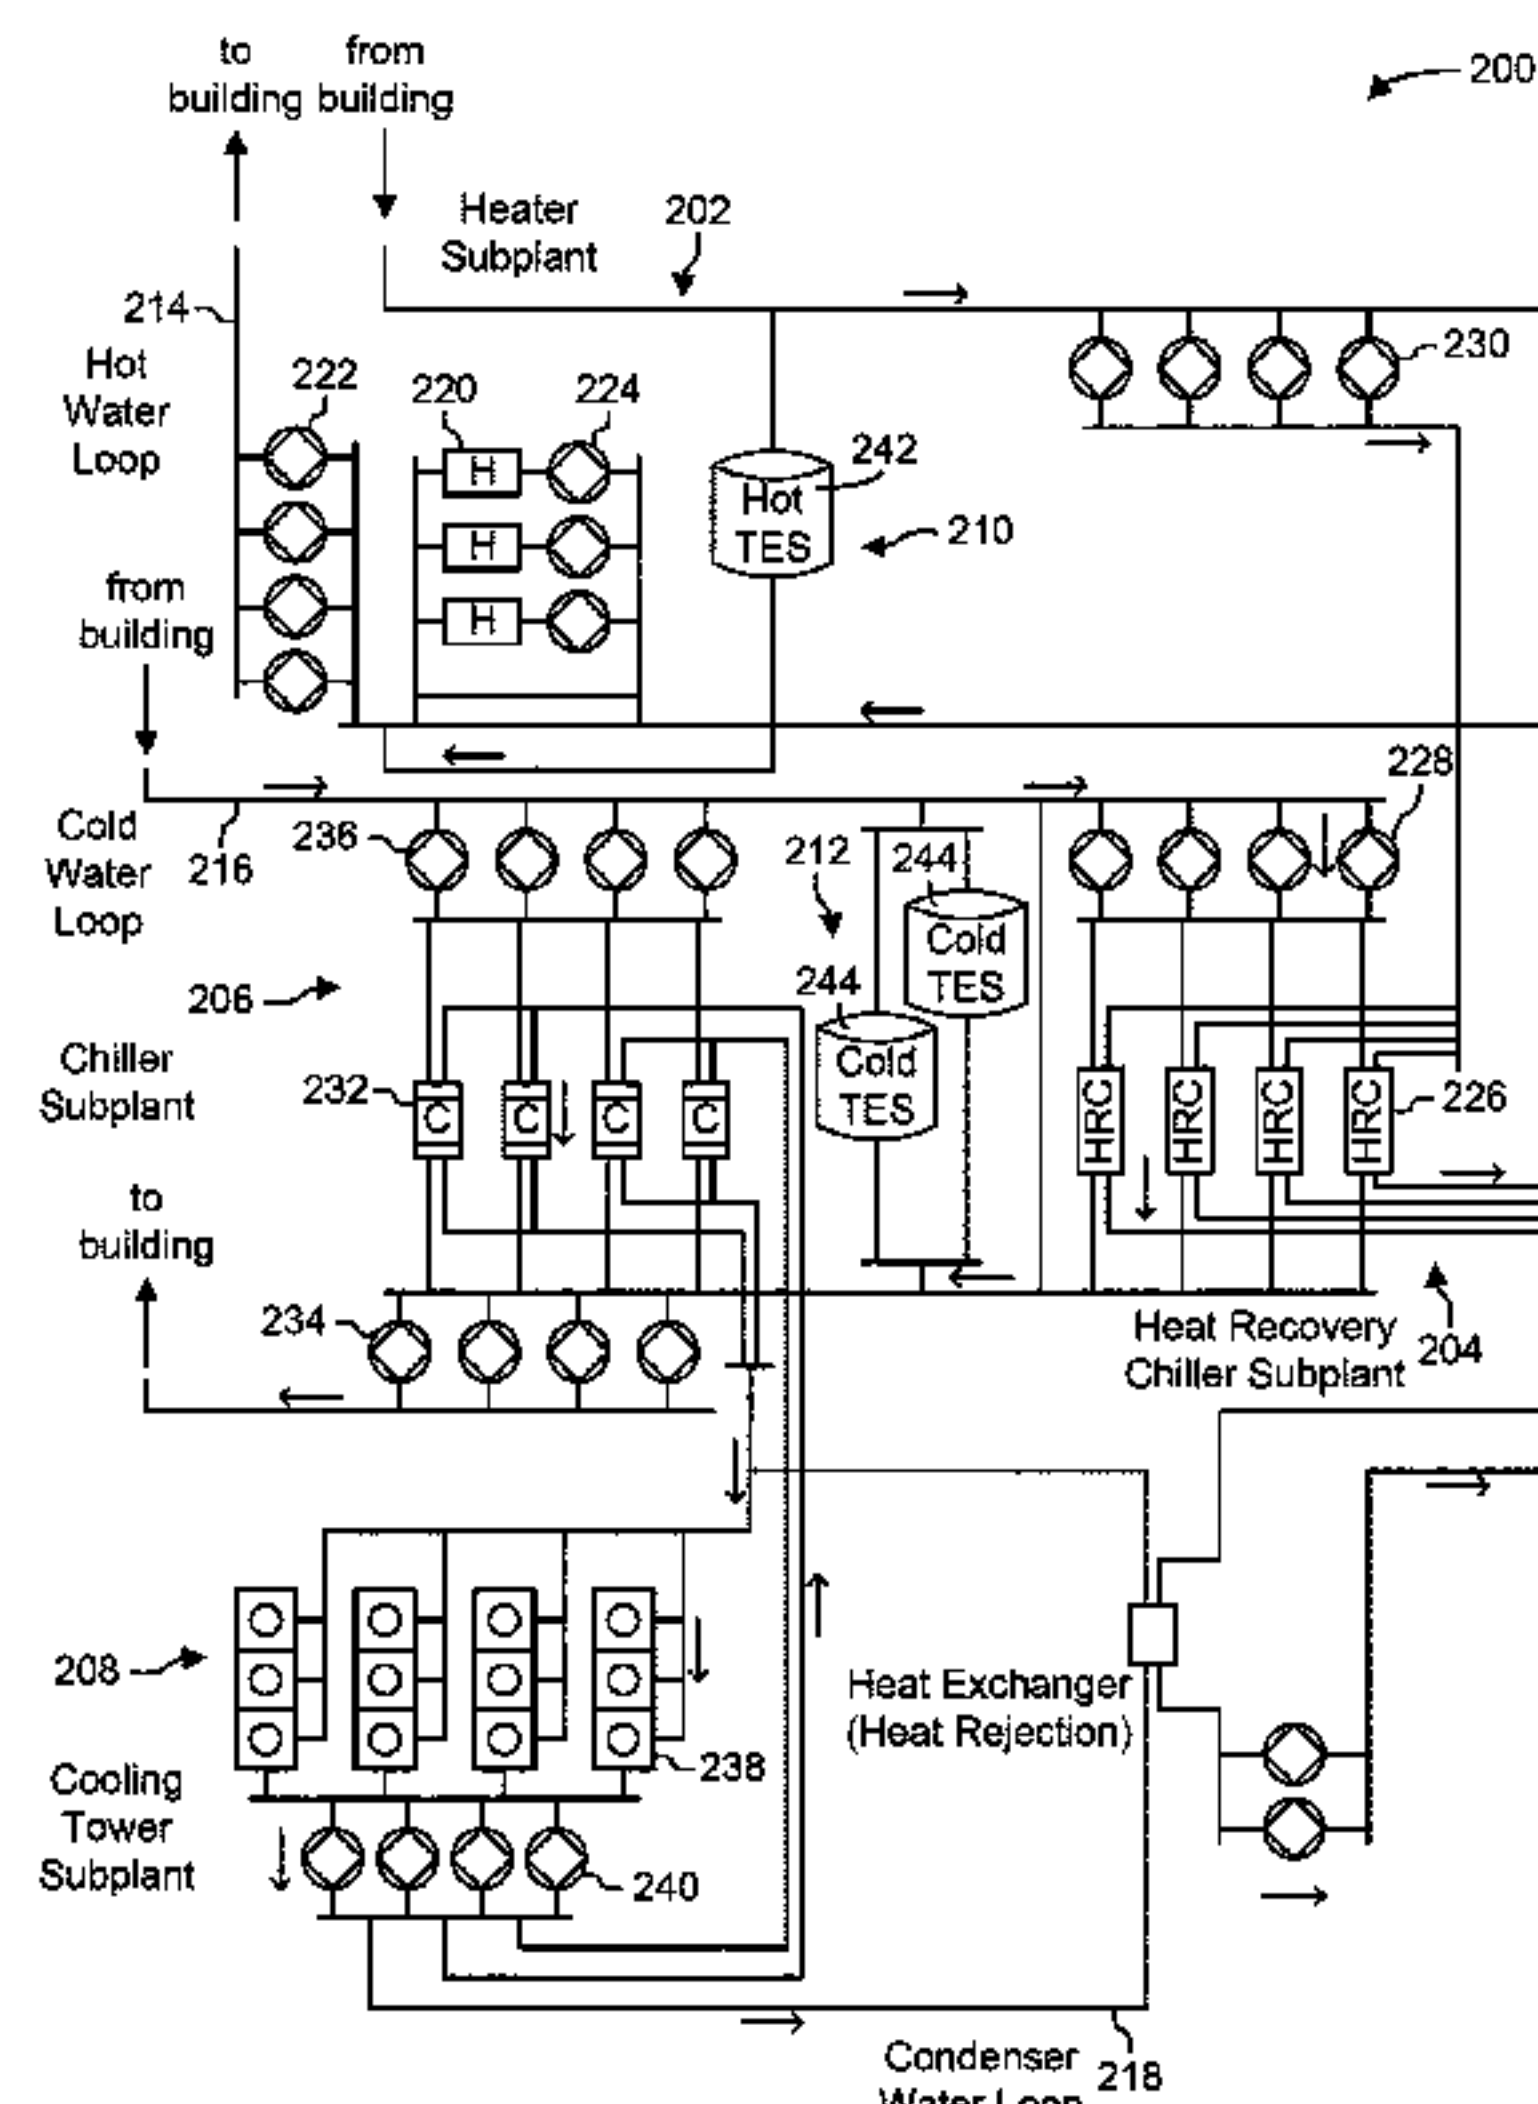 to
building
from
building
200
Heater
Subplant
202
214
Hot
Water
Loop
222
220
224
230
H
H
H
Hot
TES
242
210
from
building
228
Cold
Water
Loop
216
236
212
244
Cold
TES
244
Cold
TES
206
Chiller
Subplant
232
C
C
C
C
HRC
HRC
HRC
HRC
226
to
building
234
Heat Recovery
Chiller Subplant
204
208
Heat Exchanger
(Heat Rejection)
238
Cooling
Tower
Subplant
240
Condenser
Water Loop
218